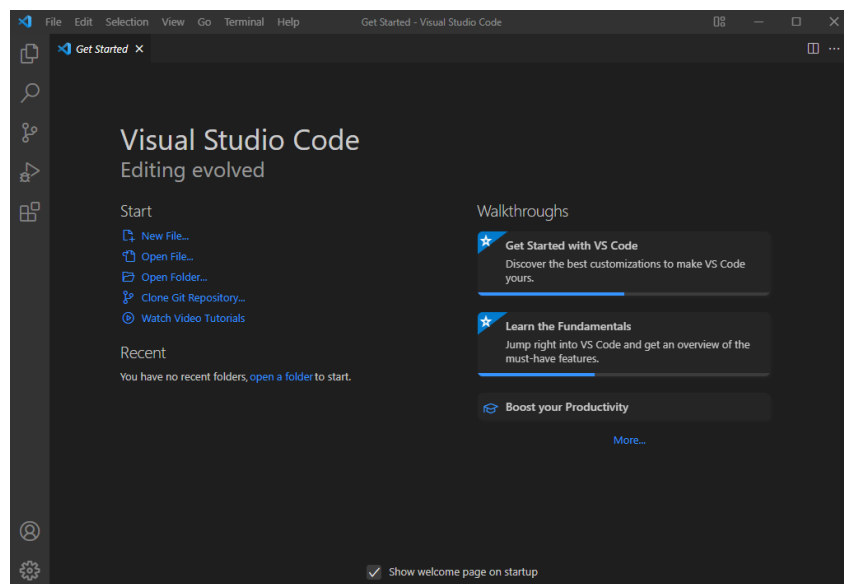 File Edit Selection View Go Terminal Help Get Started - Visual Studio Code
Get Started
Visual Studio Code
Editing evolved
Start
New File...
Open File...
Open Folder...
Clone Git Repository...
Watch Video Tutorials
Recent
You have no recent folders, open a folder to start.
Walkthroughs
Get Started with VS Code
Discover the best customizations to make VS Code
yours.
Learn the Fundamentals
Jump right into VS Code and get an overview of the
must-have features.
Boost your Productivity
More...
Show welcome page on startup